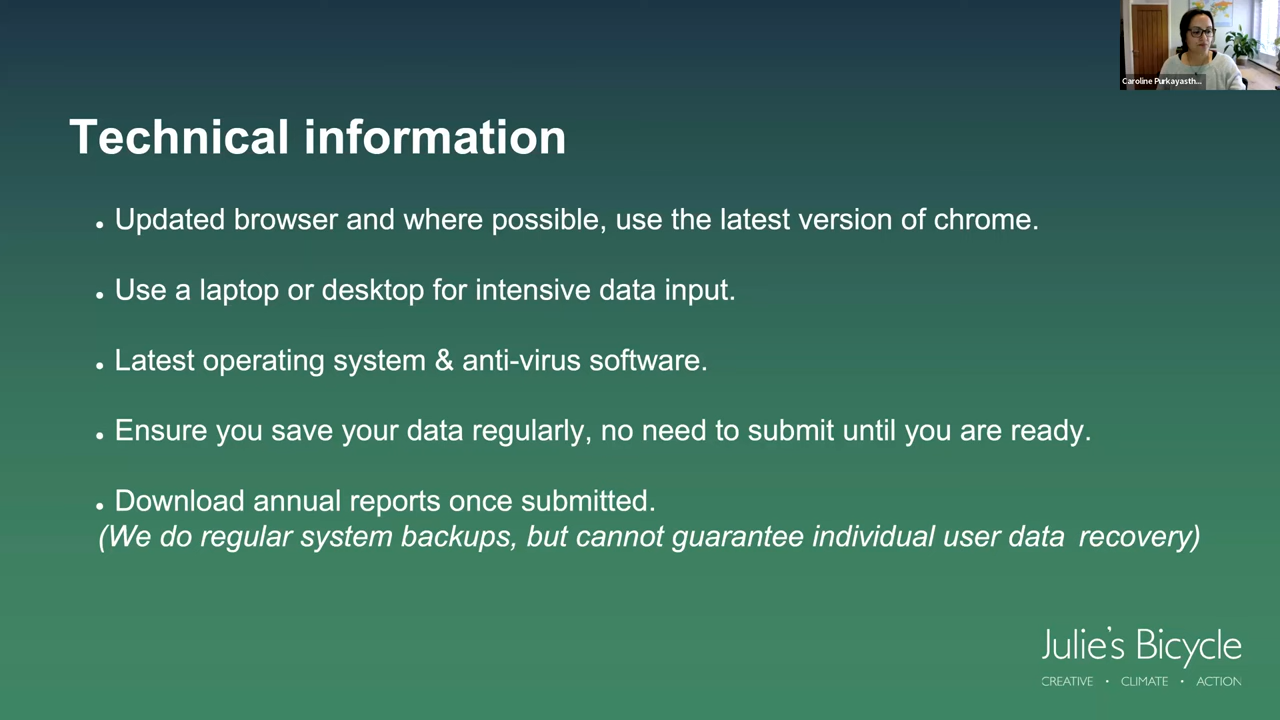 Caroline Purkayasth...
Technical information
• Updated browser and where possible, use the latest version of chrome.
• Use a laptop or desktop for intensive data input.
• Latest operating system & anti-virus software.
• Ensure you save your data regularly, no need to submit until you are ready.
• Download annual reports once submitted.
(We do regular system backups, but cannot guarantee individual user data recovery)
Julie's Bicycle
CREATIVE • CLIMATE • ACTION